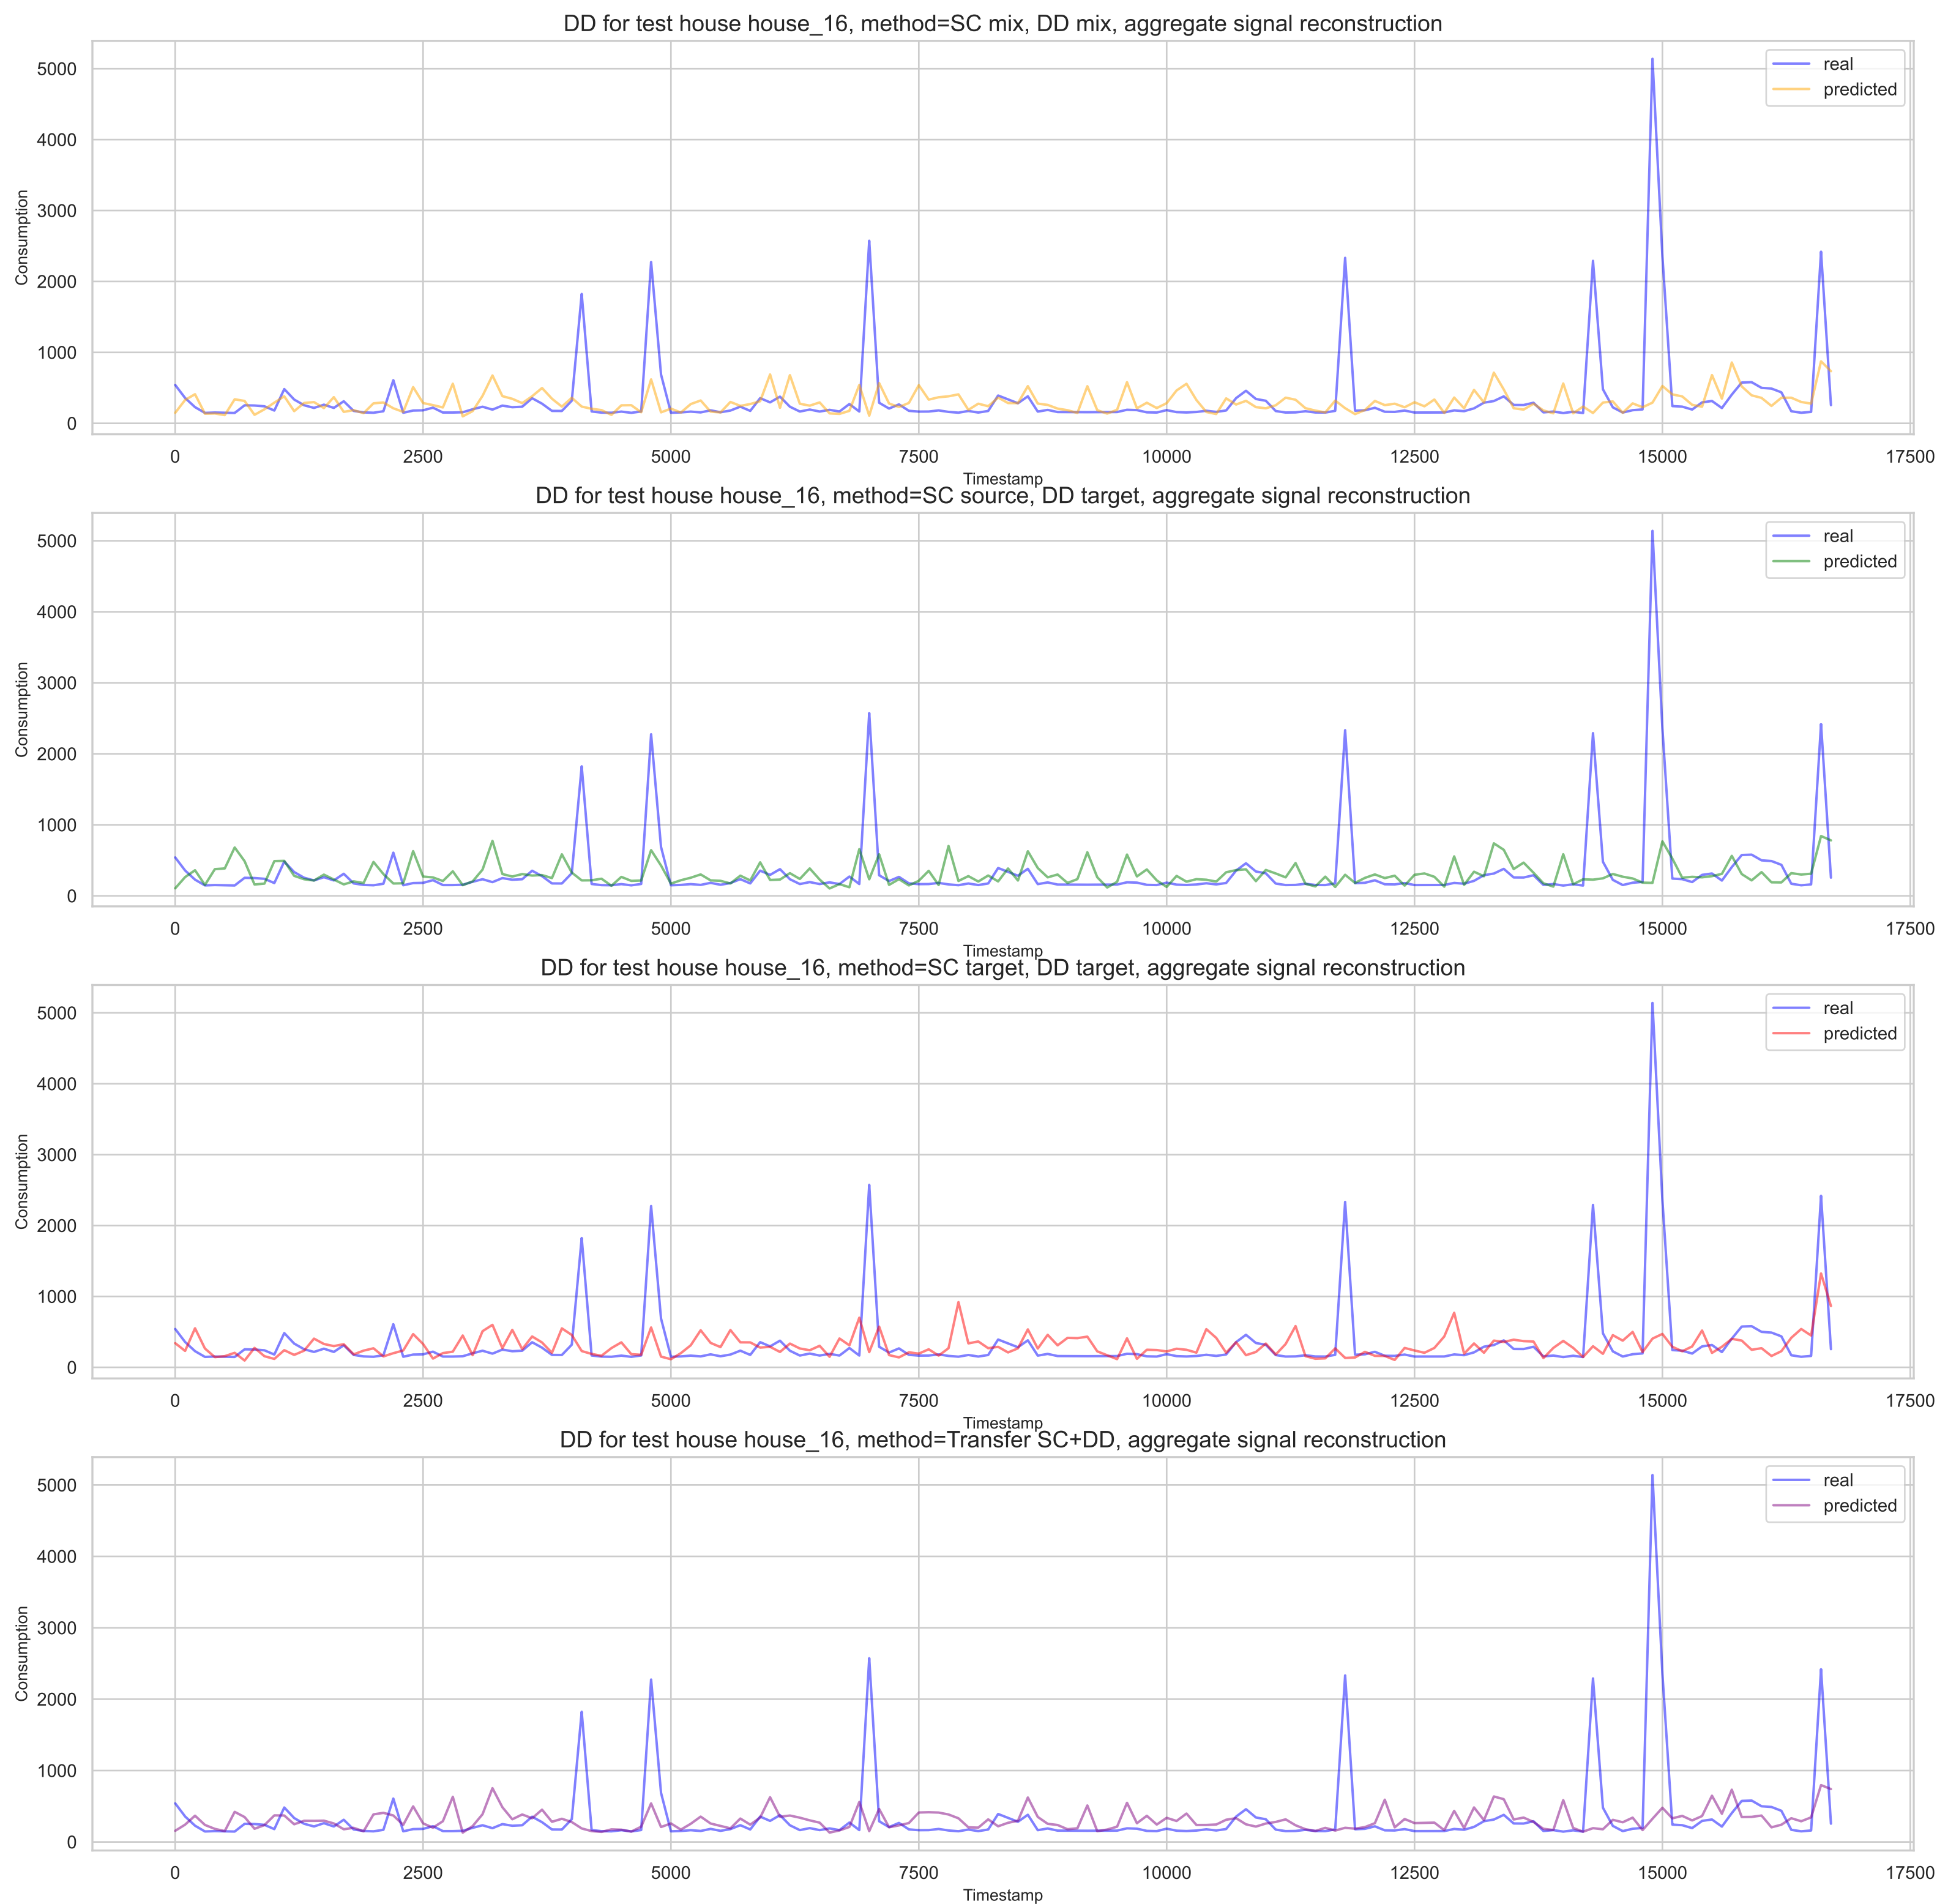 DD for test house house_16, method=SC mix, DD mix, aggregate signal reconstruction
5000
4000
3000
2000
1000
0
Consumption
real
predicted
0 2500 5000 7500 10000 12500 15000 17500
Timestamp
DD for test house house_16, method=SC source, DD target, aggregate signal reconstruction
5000
4000
3000
2000
1000
0
Consumption
real
predicted
0 2500 5000 7500 10000 12500 15000 17500
Timestamp
DD for test house house_16, method=SC target, DD target, aggregate signal reconstruction
5000
4000
3000
2000
1000
0
Consumption
real
predicted
0 2500 5000 7500 10000 12500 15000 17500
Timestamp
DD for test house house_16, method=Transfer SC+DD, aggregate signal reconstruction
5000
4000
3000
2000
1000
0
Consumption
real
predicted
0 2500 5000 7500 10000 12500 15000 17500
Timestamp